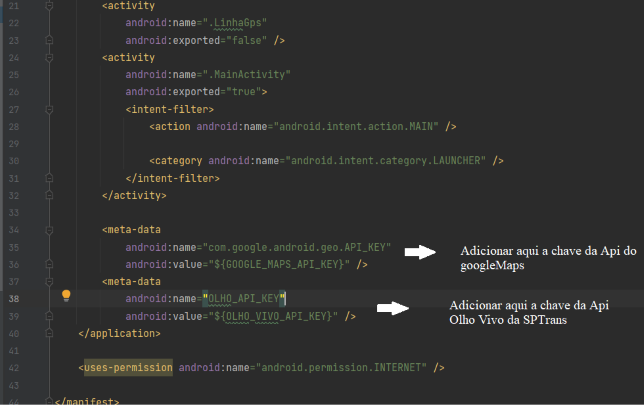 21 <activity
22 android:name=".LinhaGps"
23 android:exported="false" />
24 <activity
25 android:name=".MainActivity"
26 android:exported="true">
27 <intent-filter>
28 <action android:name="android.intent.action.MAIN" />
29
30 <category android:name="android.intent.category.LAUNCHER" />
31 </intent-filter>
32 </activity>
33
34 <meta-data
35 android:name="com.google.android.geo.API_KEY"
36 android:value="${GOOGLE_MAPS_API_KEY}" />
37 <meta-data
38 android:name="OLHO_API_KEY"
39 android:value="${OLHO_VIVO_API_KEY}" />
40 </application>
41
42 <uses-permission android:name="android.permission.INTERNET" />
43
44 </manifest>
Adicionar aqui a chave da Api do
googleMaps
Adicionar aqui a chave da Api
Olho Vivo da SPTrans